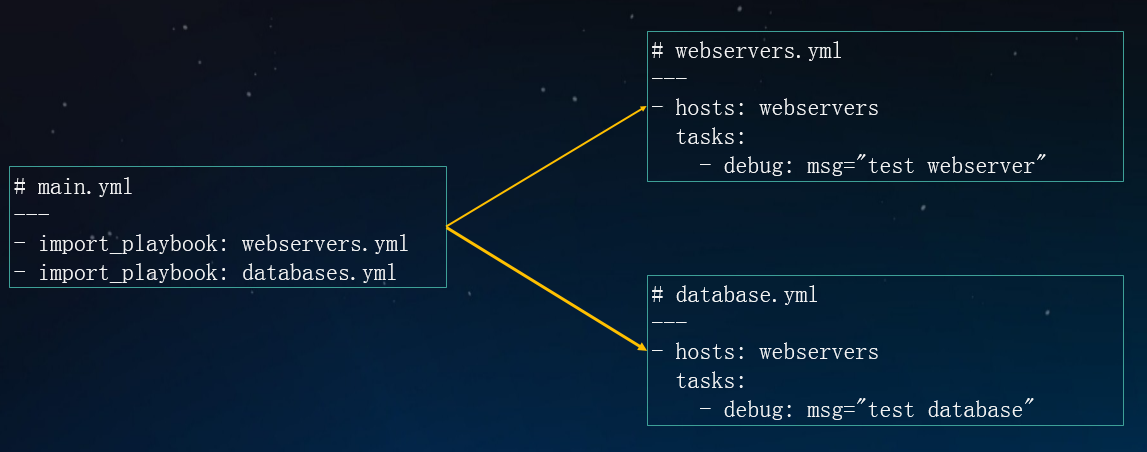 # main.yml
---
- import_playbook: webservers.yml
- import_playbook: databases.yml
# webservers.yml
---
- hosts: webservers
  tasks:
    - debug: msg="test webserver"
# database.yml
---
- hosts: webservers
  tasks:
    - debug: msg="test database"